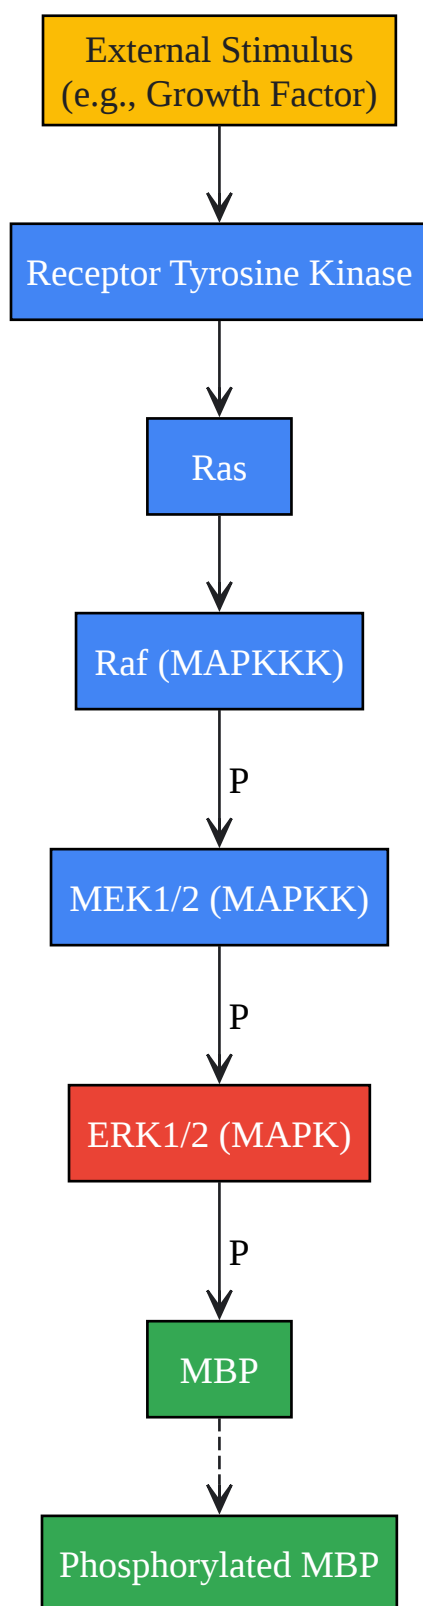 External Stimulus
(e.g., Growth Factor)
Receptor Tyrosine Kinase
Ras
Raf (MAPKKK)
P
MEK1/2 (MAPKK)
P
ERK1/2 (MAPK)
P
MBP
Phosphorylated MBP